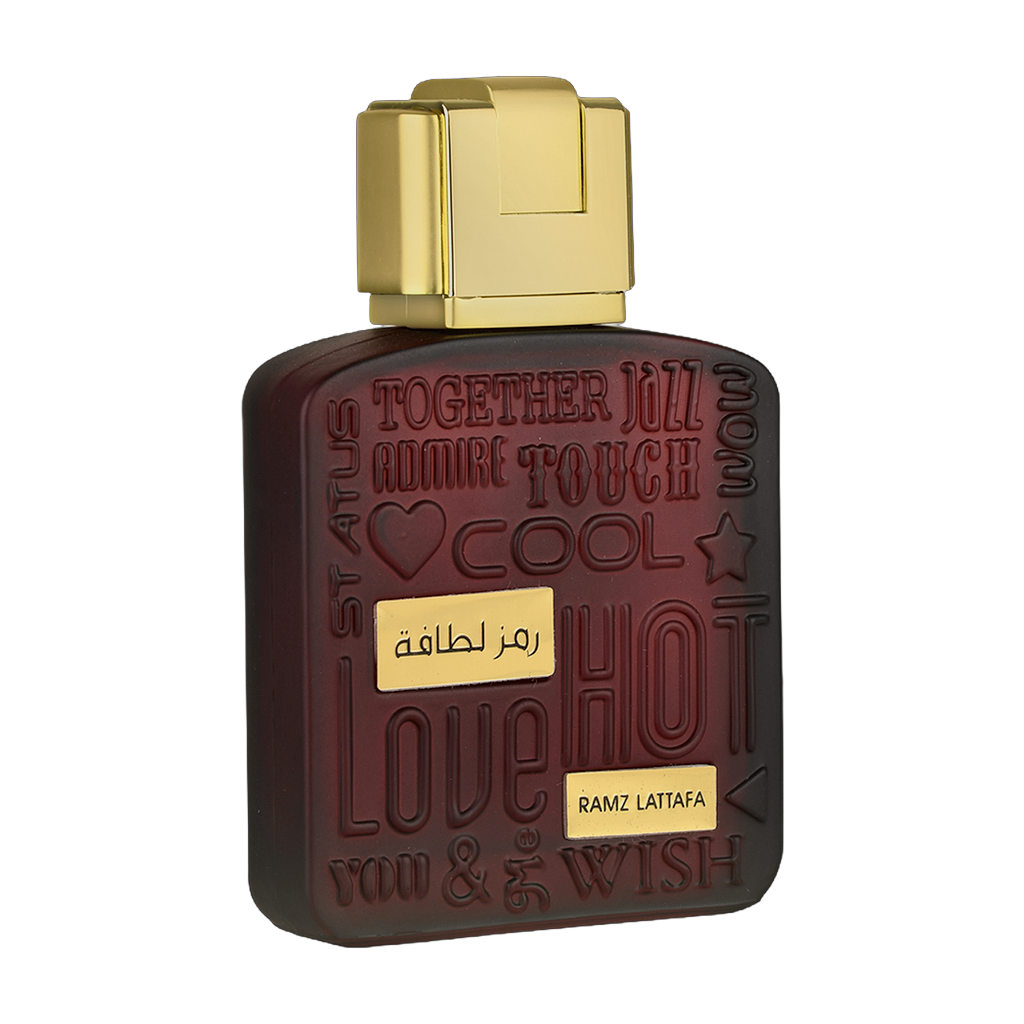 TOGETHER JAZZ
WOW
STATUS
ADMIRE TOUCH
COOL
رمز لطافة
HOT
Love
RAMZ LATTAFA
YOU & Me WISH